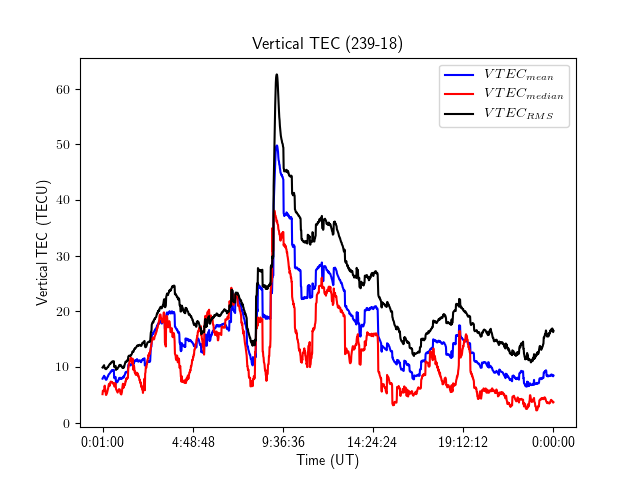 Vertical TEC (239-18)
VTEC_mean
VTEC_median
VTEC_RMS
Vertical TEC (TECU)
60
50
40
30
20
10
0
0:01:00 4:48:48 9:36:36 14:24:24 19:12:12 0:00:00
Time (UT)